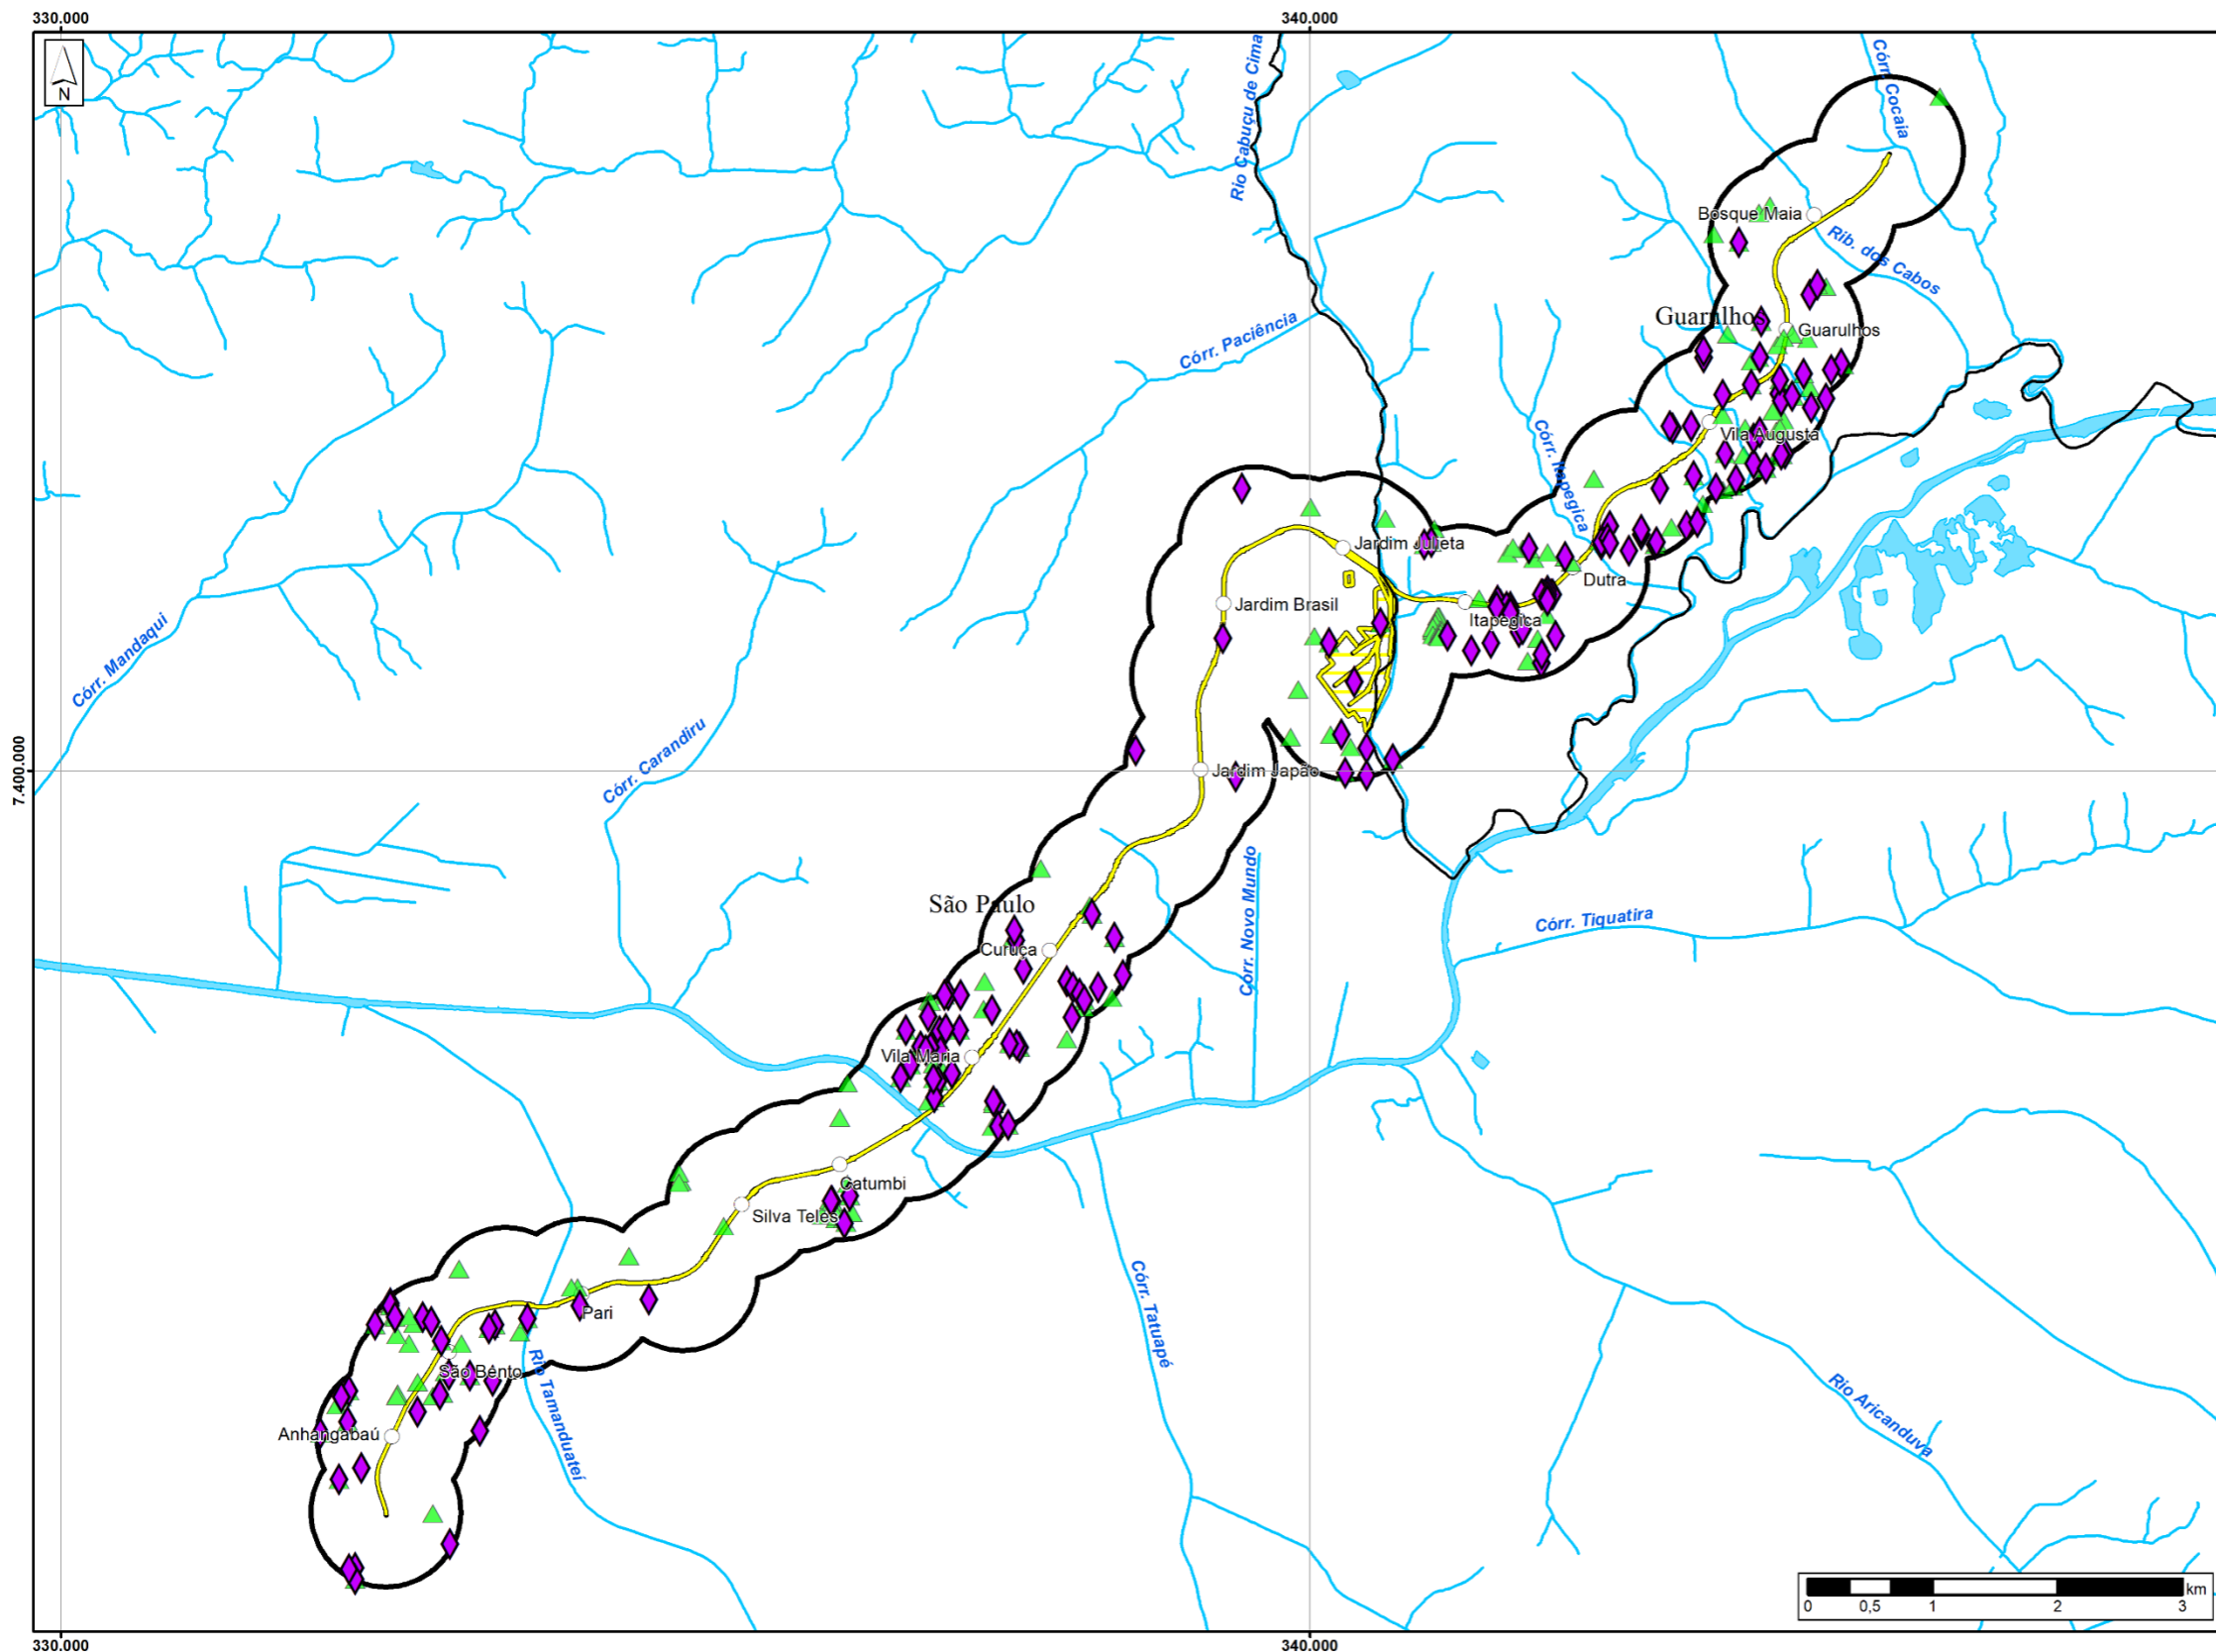 330.000
340.000
N
Rio Cabuçu de Cima
Córr. Cocaia
Bosque Maia
Rib. dos Cabos
Guarulhos
Guarulhos
Córr. Paciência
Vila Augusta
Córr. Itapegica
Jardim Julieta
Dutra
Jardim Brasil
Itapegica
Córr. Mandaqui
Córr. Carandiru
7.400.000
Jardim Japão
Córr. Novo Mundo
São Paulo
Córr. Tiquatira
Curuça
Vila Maria
Catumbi
Silva Teles
Pari
Córr. Tatuapé
São Bento
Rio Tamanduateí
Rio Aricanduva
Anhangabaú
km
0
0,5
1
2
3
330.000
340.000